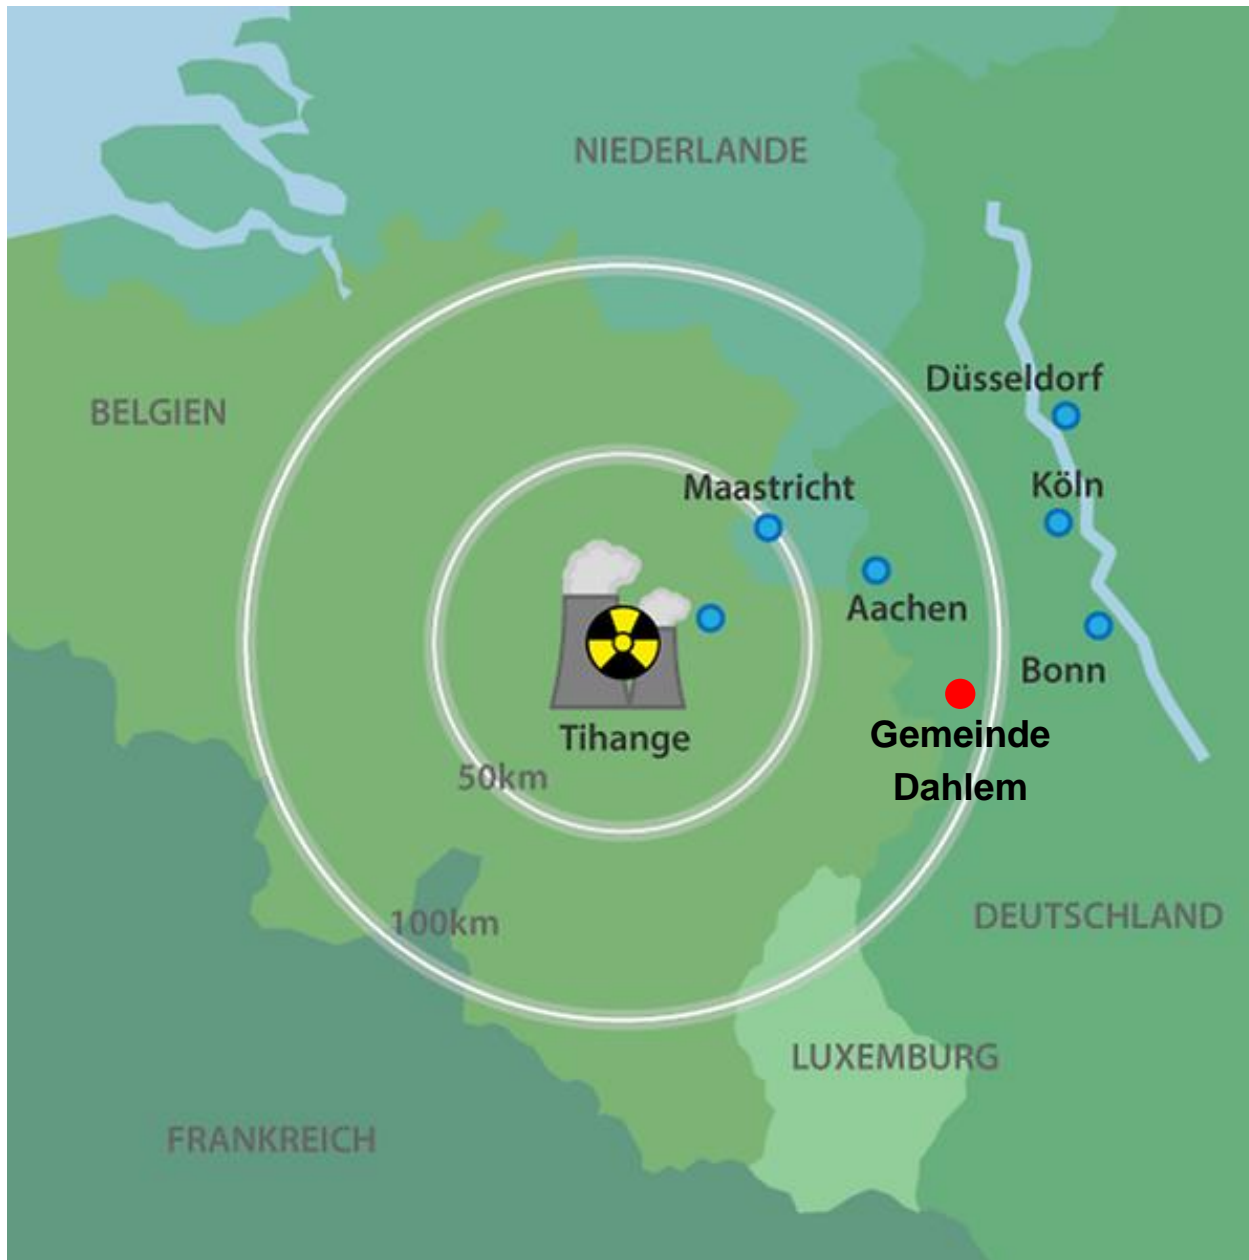 NIEDERLANDE
Düsseldorf
BELGIEN
Köln
Maastricht
Aachen
Bonn
Gemeinde
Dahlem
Tihange
50km
100km
DEUTSCHLAND
LUXEMBURG
FRANKREICH